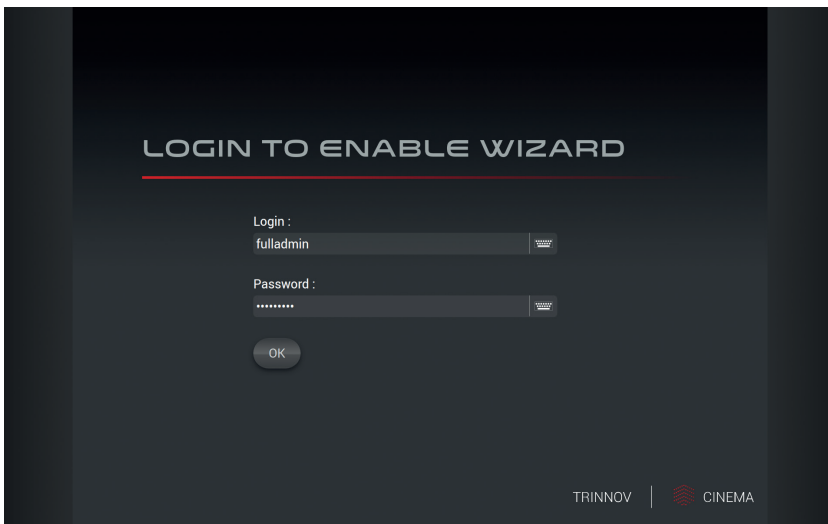 LOGIN TO ENABLE WIZARD
Login :
fulladmin
Password :
•••••••••
OK
TRINNOV | CINEMA